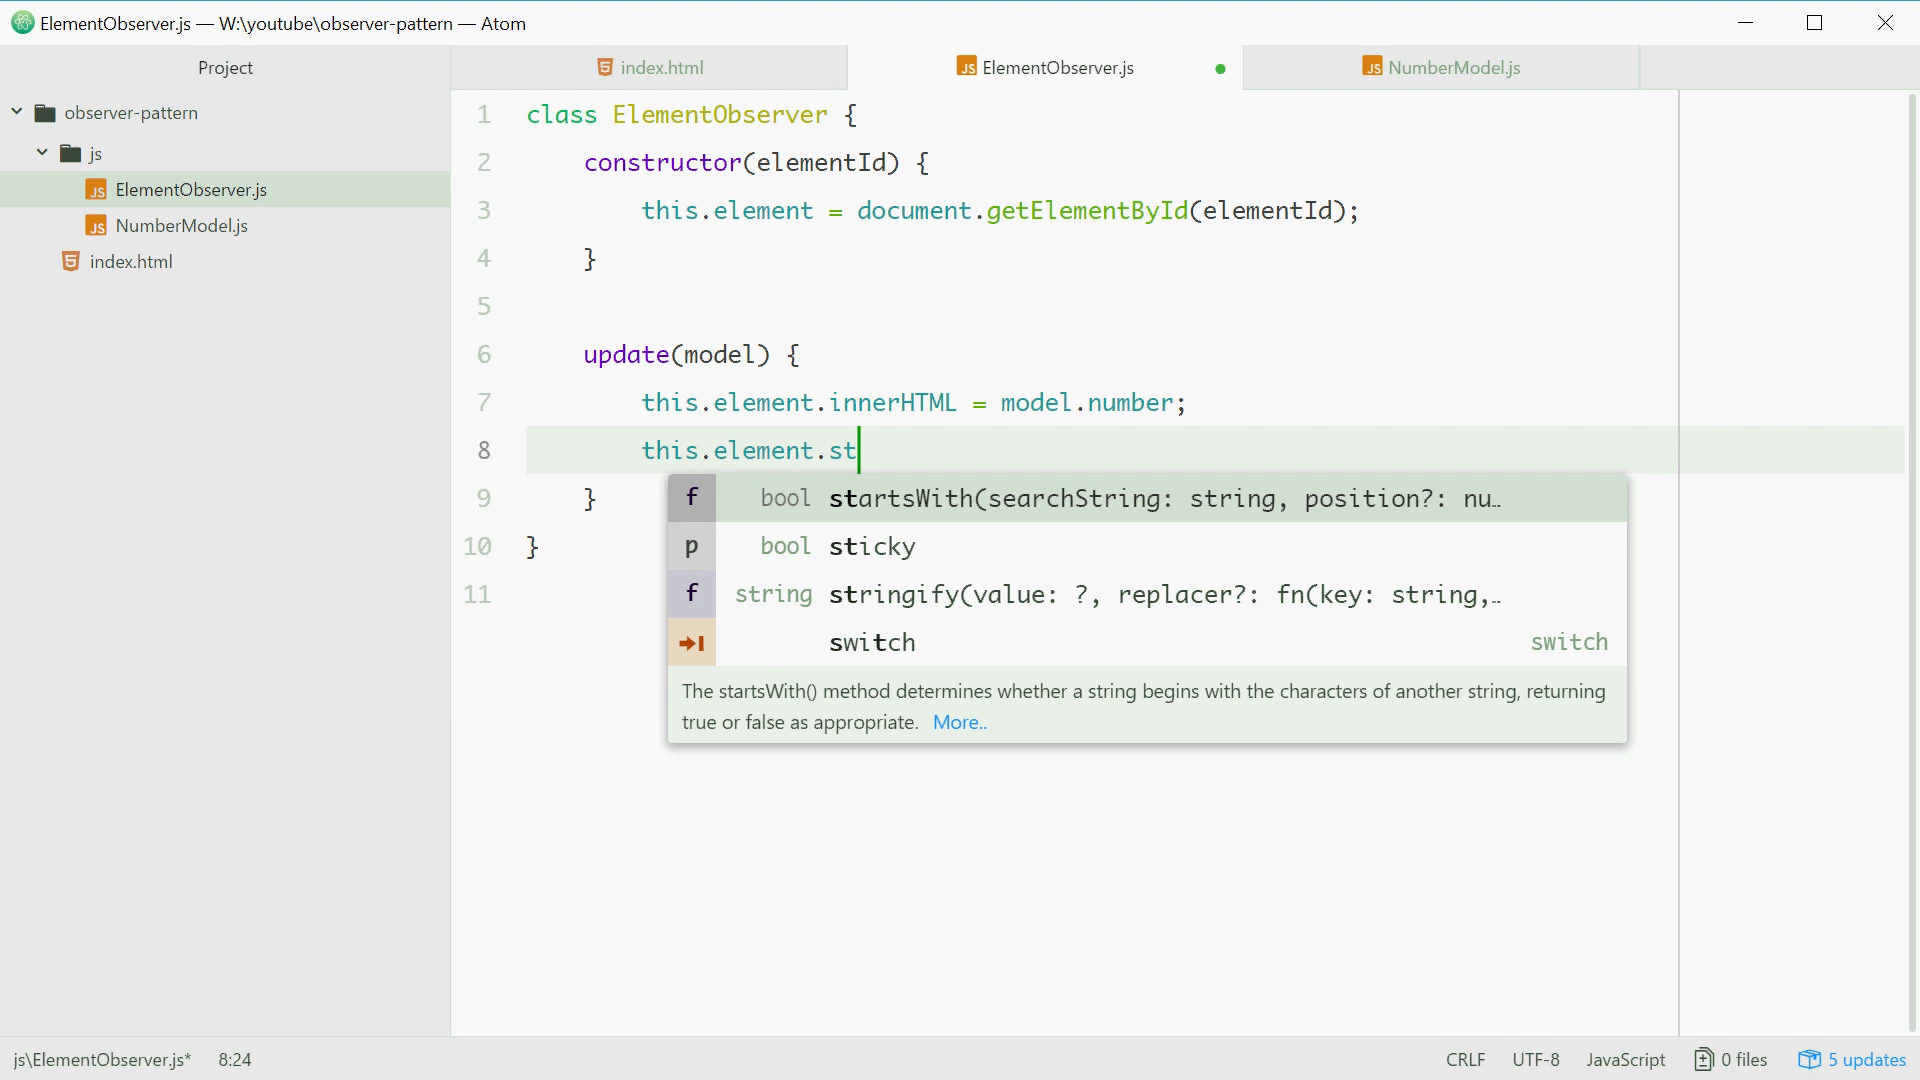 ElementObserver.js — W:\youtube\observer-pattern — Atom
Project
index.html
ElementObserver.js
NumberModel.js
observer-pattern
js
ElementObserver.js
NumberModel.js
index.html
1 class ElementObserver {
2     constructor(elementId) {
3         this.element = document.getElementById(elementId);
4     }
5
6     update(model) {
7         this.element.innerHTML = model.number;
8         this.element.st
9     }
10 }
11
f bool startsWith(searchString: string, position?: nu..
p bool sticky
f string stringify(value: ?, replacer?: fn(key: string,..
switch switch
The startsWith() method determines whether a string begins with the characters of another string, returning
true or false as appropriate. More..
js\ElementObserver.js* 8:24 CRLF UTF-8 JavaScript 0 files 5 updates